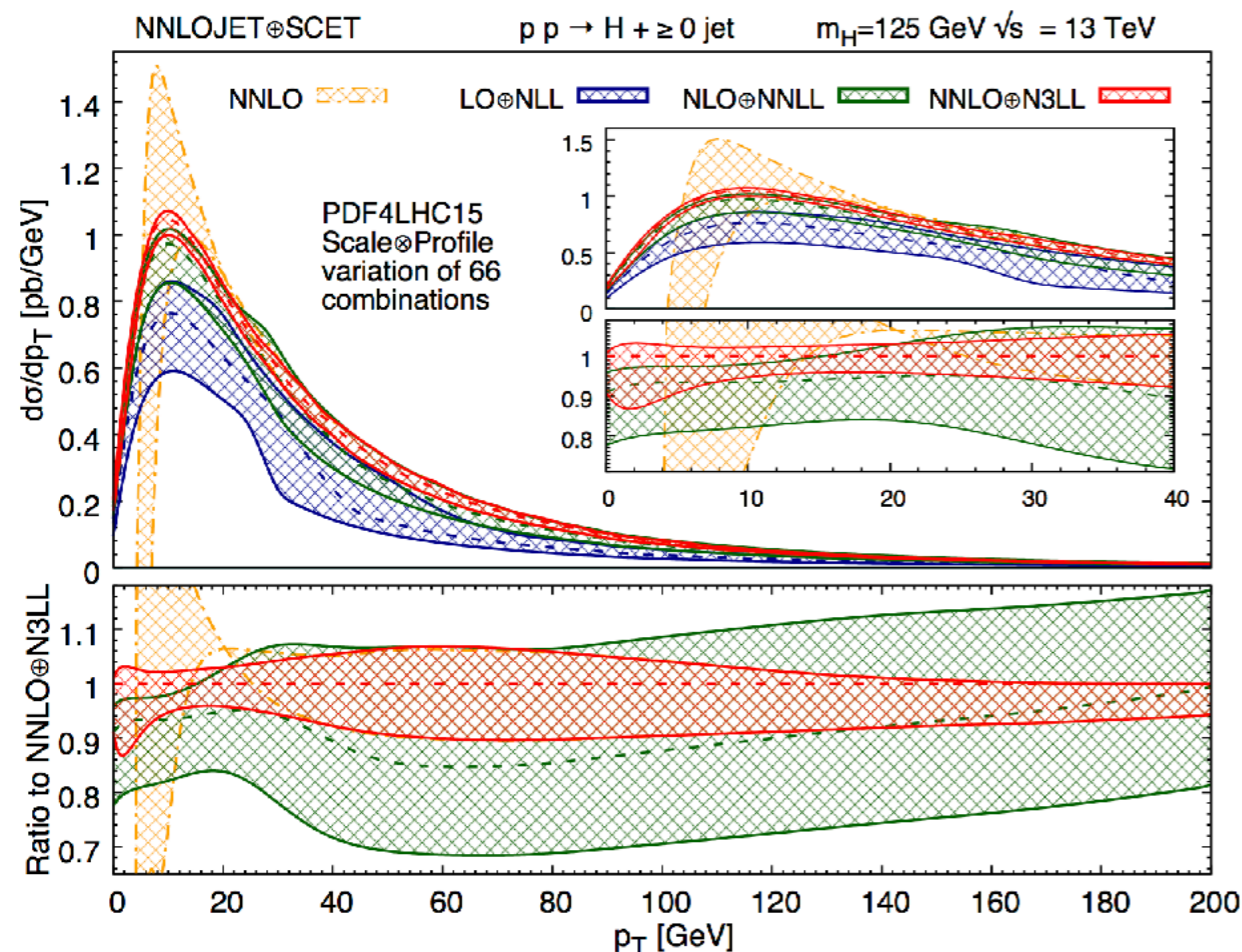 NNLOJET⊕SCET p p → H + ≥ 0 jet m_H=125 GeV √s = 13 TeV
NNLO LO⊕NLL NLO⊕NNLL NNLO⊕N3LL
PDF4LHC15
Scale⊗Profile
variation of 66
combinations
dσ/dp_T [pb/GeV]
1.4
1.2
1
0.8
0.6
0.4
0.2
0
1.5
1
0.5
0
1
0.9
0.8
0 10 20 30 40
Ratio to NNLO⊕N3LL
1.1
1
0.9
0.8
0.7
0 20 40 60 80 100 120 140 160 180 200
p_T [GeV]